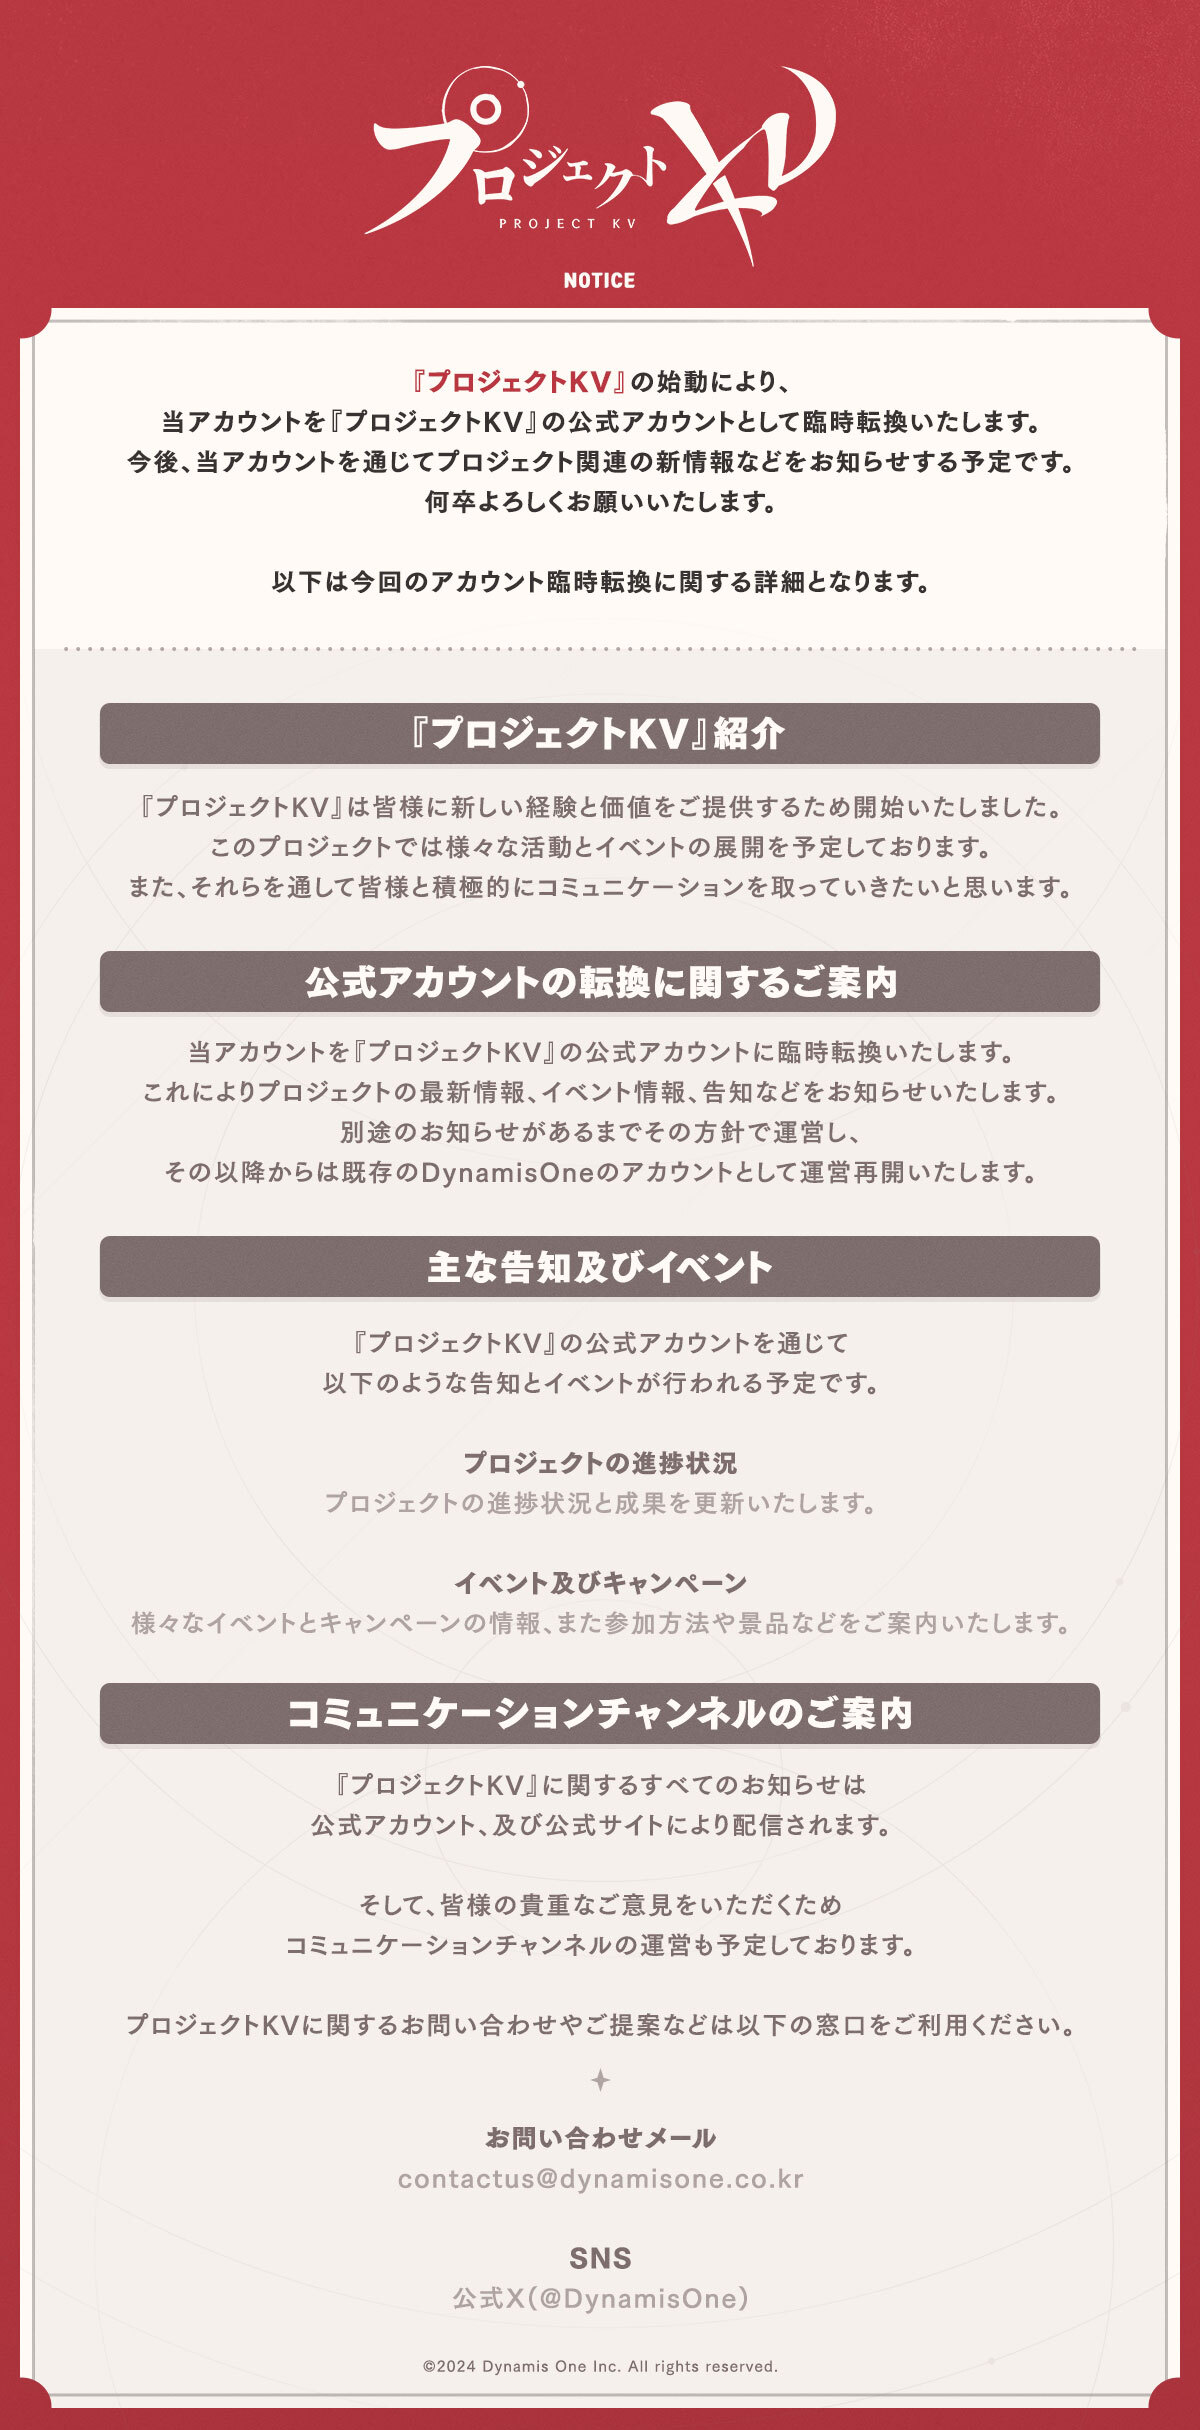 プロジェクトKV
PROJECT KV
NOTICE
『プロジェクトKV』の始動により、
当アカウントを『プロジェクトKV』の公式アカウントとして臨時転換いたします。
今後、当アカウントを通じてプロジェクト関連の新情報などをお知らせする予定です。
何卒よろしくお願いいたします。
以下は今回のアカウント臨時転換に関する詳細となります。
『プロジェクトKV』紹介
『プロジェクトKV』は皆様に新しい経験と価値をご提供するため開始いたしました。
このプロジェクトでは様々な活動とイベントの展開を予定しております。
また、それらを通して皆様と積極的にコミュニケーションを取っていきたいと思います。
公式アカウントの転換に関するご案内
当アカウントを『プロジェクトKV』の公式アカウントに臨時転換いたします。
これによりプロジェクトの最新情報、イベント情報、告知などをお知らせいたします。
別途のお知らせがあるまでその方針で運営し、
その以降からは既存のDynamisOneのアカウントとして運営再開いたします。
主な告知及びイベント
『プロジェクトKV』の公式アカウントを通じて
以下のような告知とイベントが行われる予定です。
プロジェクトの進捗状況
プロジェクトの進捗状況と成果を更新いたします。
イベント及びキャンペーン
様々なイベントとキャンペーンの情報、また参加方法や景品などをご案内いたします。
コミュニケーションチャンネルのご案内
『プロジェクトKV』に関するすべてのお知らせは
公式アカウント、及び公式サイトにより配信されます。
そして、皆様の貴重なご意見をいただくため
コミュニケーションチャンネルの運営も予定しております。
プロジェクトKVに関するお問い合わせやご提案などは以下の窓口をご利用ください。
お問い合わせメール
contactus@dynamisone.co.kr
SNS
公式X(@DynamisOne)
©2024 Dynamis One Inc. All rights reserved.